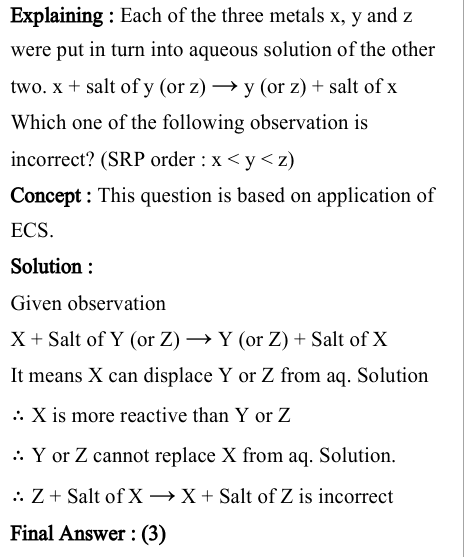 Explaining : Each of the three metals x, y and z
were put in turn into aqueous solution of the other
two. x + salt of y (or z) → y (or z) + salt of x
Which one of the following observation is
incorrect? (SRP order : x < y < z)
Concept : This question is based on application of
ECS.
Solution :
Given observation
X + Salt of Y (or Z) → Y (or Z) + Salt of X
It means X can displace Y or Z from aq. Solution
∴ X is more reactive than Y or Z
∴ Y or Z cannot replace X from aq. Solution.
∴ Z + Salt of X → X + Salt of Z is incorrect
Final Answer : (3)